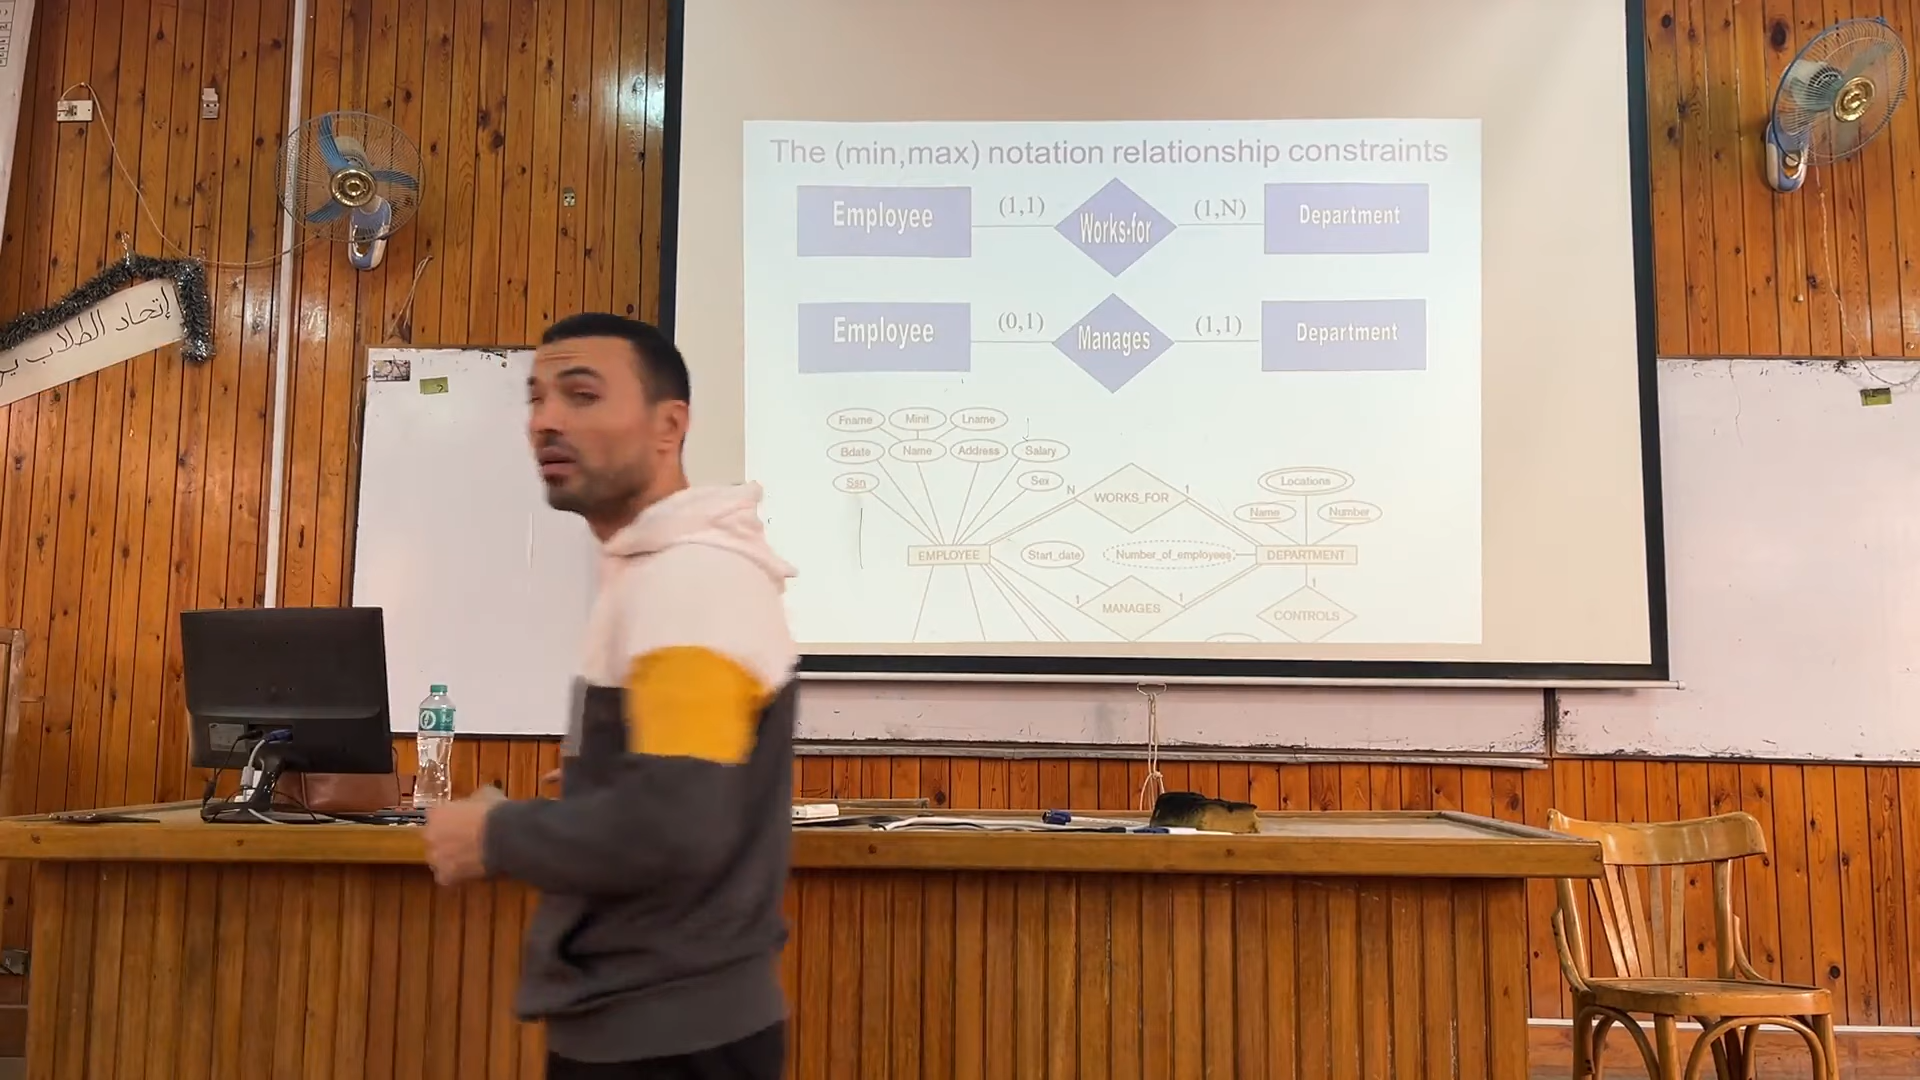 إتحاد الطلاب ير
The (min,max) notation relationship constraints
Employee (1,1) Works-for (1,N) Department
Employee (0,1) Manages (1,1) Department
Fname Minit Lname
Bdate Name Address Salary
Ssn Sex N WORKS_FOR 1 Locations
Name Number
EMPLOYEE Start_date Number_of_employees DEPARTMENT
1 MANAGES 1 1 CONTROLS